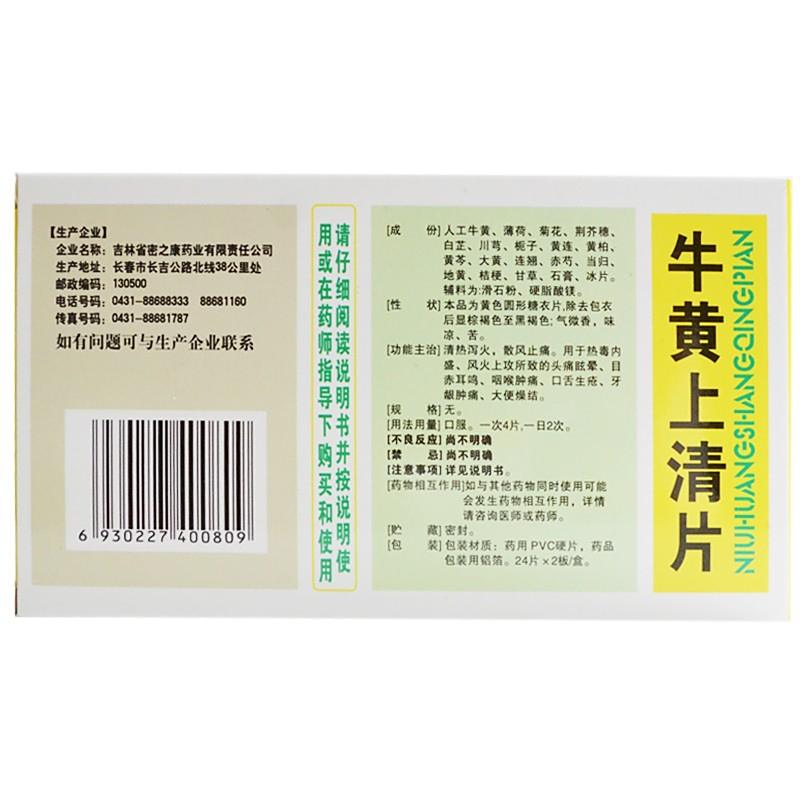 【生产企业】
企业名称：吉林省密之康药业有限责任公司
生产地址：长春市长吉公路北线38公里处
邮政编码：130500
电话号码：0431-88688333 88681160
传真号码：0431-88681787
如有问题可与生产企业联系
6 930227 400809
请仔细阅读说明书并按说明使
用或在药师指导下购买和使用
[成 份]人工牛黄、薄荷、菊花、荆芥穗、
白芷、川芎、栀子、黄连、黄柏、
黄芩、大黄、连翘、赤芍、当归、
地黄、桔梗、甘草、石膏、冰片。
辅料为:滑石粉、硬脂酸镁。
[性 状]本品为黄色圆形糖衣片,除去包衣
后显棕褐色至黑褐色;气微香，味
凉、苦。
[功能主治]清热泻火，散风止痛。用于热毒内
盛、风火上攻所致的头痛眩晕、目
赤耳鸣、咽喉肿痛、口舌生疮、牙
龈肿痛、大便燥结。
[规 格]无。
[用法用量]口服。一次4片,一日2次。
[不良反应]尚不明确
[禁 忌]尚不明确
[注意事项]详见说明书。
[药物相互作用]如与其他药物同时使用可能
会发生药物相互作用，详情
请咨询医师或药师。
[贮 藏]密封。
[包 装]包装材质：药用PVC硬片，药品
包装用铝箔。24片×2板/盒。
牛黄上清片
NIUHUANGSHANGQINGPIAN